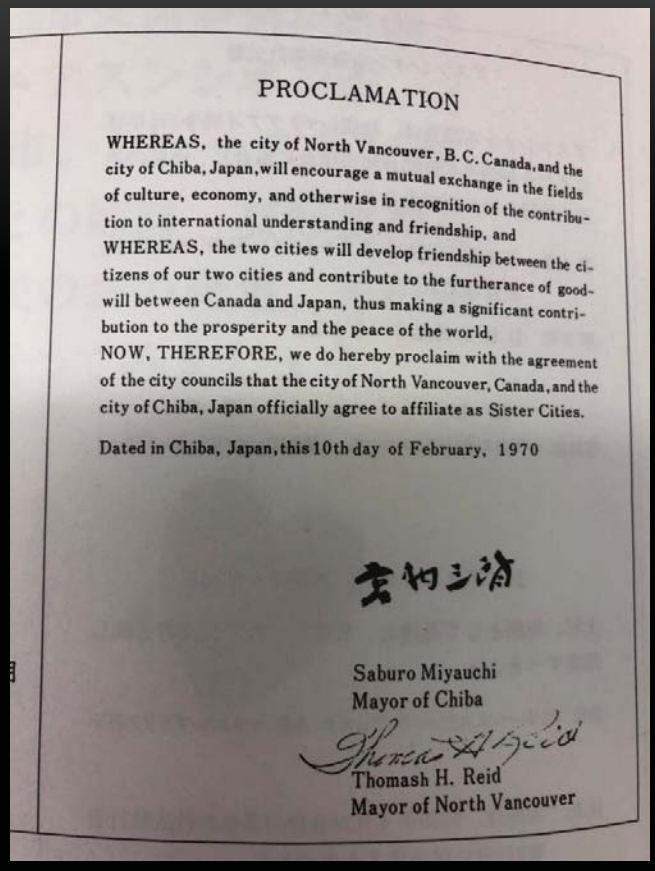 PROCLAMATION
WHEREAS, the city of North Vancouver, B.C. Canada, and the
city of Chiba, Japan, will encourage a mutual exchange in the fields
of culture, economy, and otherwise in recognition of the contribu-
tion to international understanding and friendship, and
WHEREAS, the two cities will develop friendship between the ci-
tizens of our two cities and contribute to the furtherance of good-
will between Canada and Japan, thus making a significant contri-
bution to the prosperity and the peace of the world,
NOW, THEREFORE, we do hereby proclaim with the agreement
of the city councils that the city of North Vancouver, Canada, and the
city of Chiba, Japan officially agree to affiliate as Sister Cities.
Dated in Chiba, Japan, this 10th day of February, 1970
宮内三朗
Saburo Miyauchi
Mayor of Chiba
Thomas H Reid
Thomash H. Reid
Mayor of North Vancouver